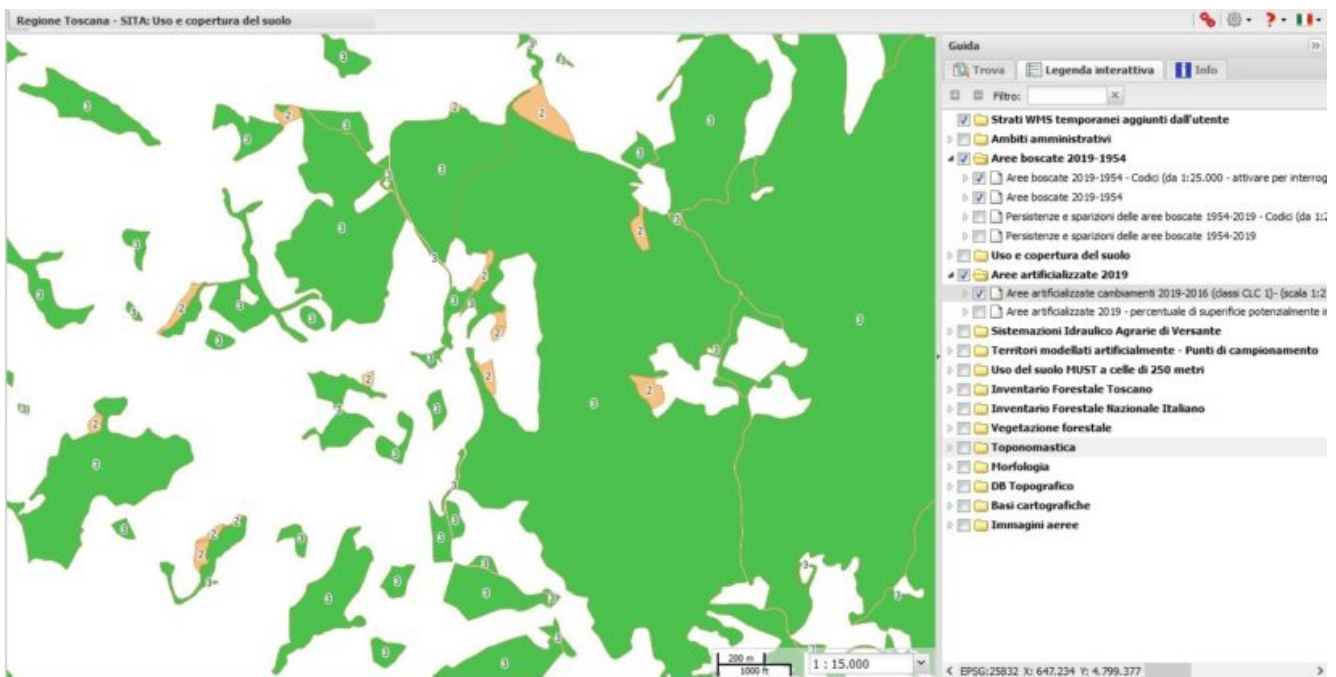 Regione Toscana - SITA: Uso e copertura del suolo
Guida
Trova
Legenda interattiva
Info
Filtro:
Strati WMS temporanei aggiunti dall'utente
Ambiti amministrativi
Aree boscate 2019-1954
Aree boscate 2019-1954 - Codici (da 1:25.000 - attivare per interrog
Aree boscate 2019-1954
Persistenze e sparizioni delle aree boscate 1954-2019 - Codici (da 1:2
Persistenze e sparizioni delle aree boscate 1954-2019
Uso e copertura del suolo
Aree artificializzate 2019
Aree artificializzate cambiamenti 2019-2016 (classi CLC 1)- (scala 1:2
Aree artificializzate 2019 - percentuale di superficie potenzialmente in
Sistemazioni Idraulico Agrarie di Versante
Territori modellati artificialmente - Punti di campionamento
Uso del suolo MUST a celle di 250 metri
Inventario Forestale Toscano
Inventario Forestale Nazionale Italiano
Vegetazione forestale
Toponomastica
Morfologia
DB Topografico
Basi cartografiche
Immagini aeree
200 m
1000 ft
1 : 15.000
EPSG:25832 X: 647.234 Y: 4.799.377